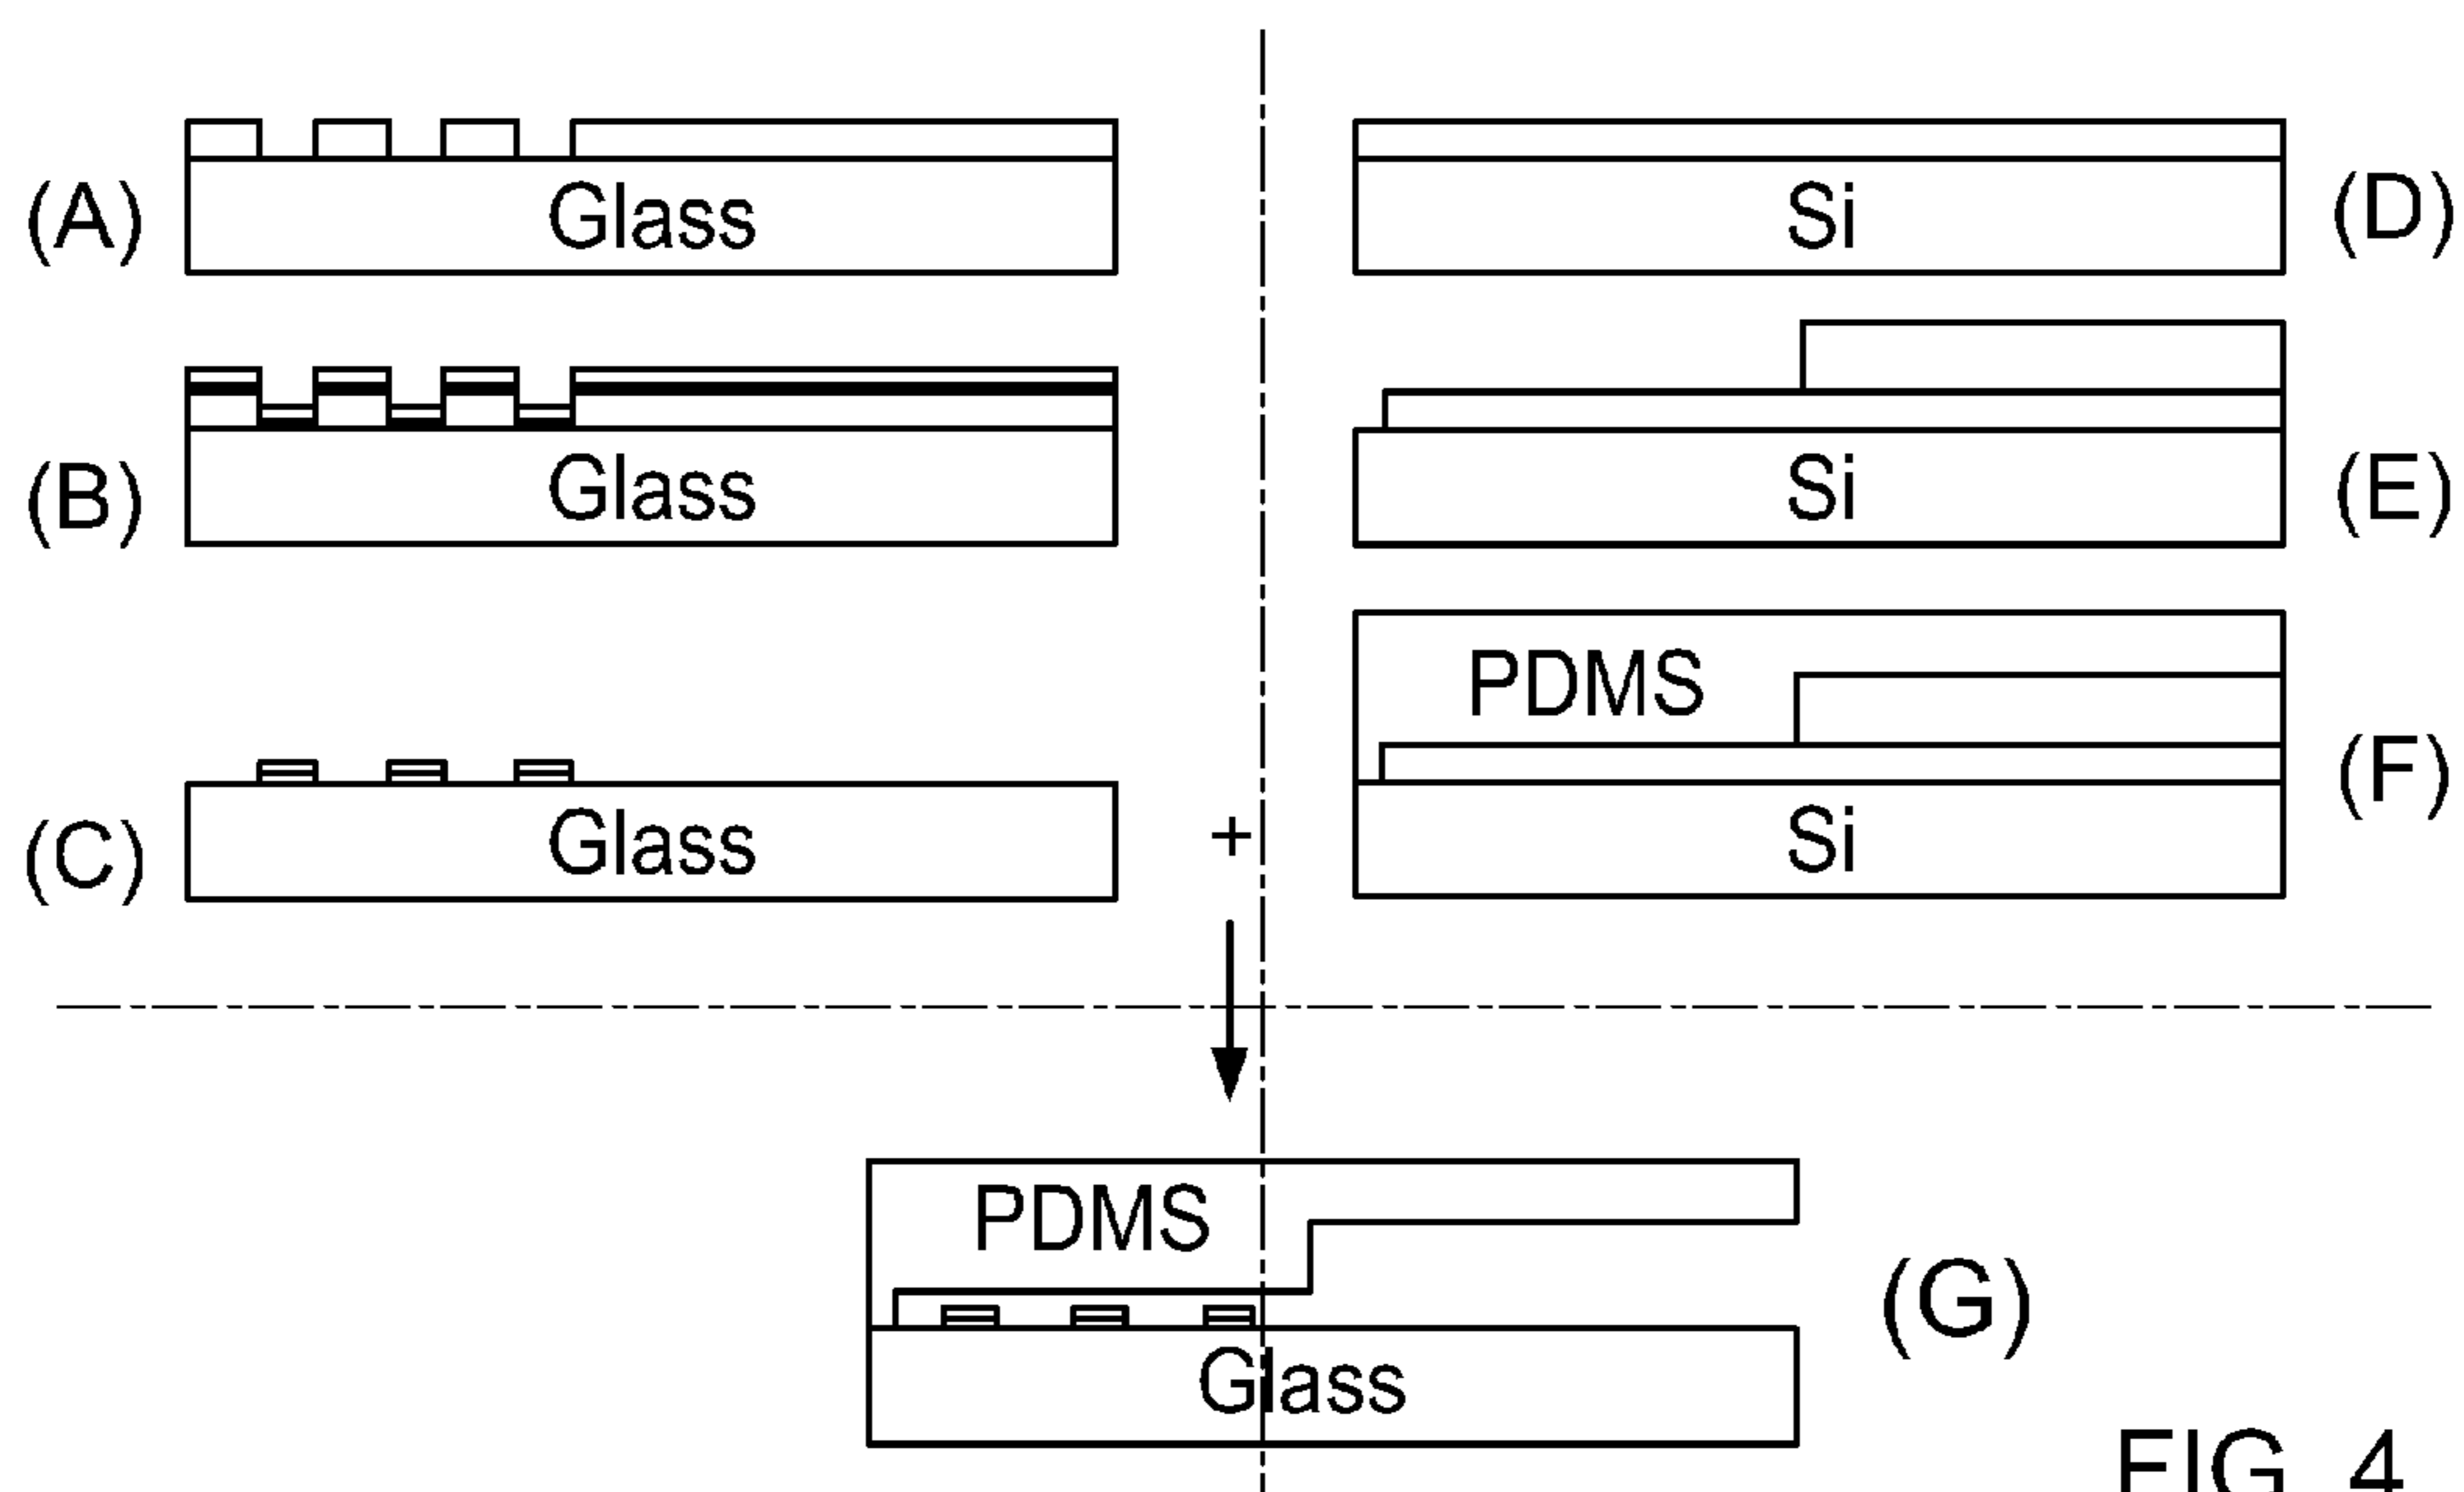 (A)
Glass
Si
(D)
(B)
Glass
Si
(E)
PDMS
(C)
Glass
+
Si
(F)
PDMS
Glass
(G)
FIG. 4